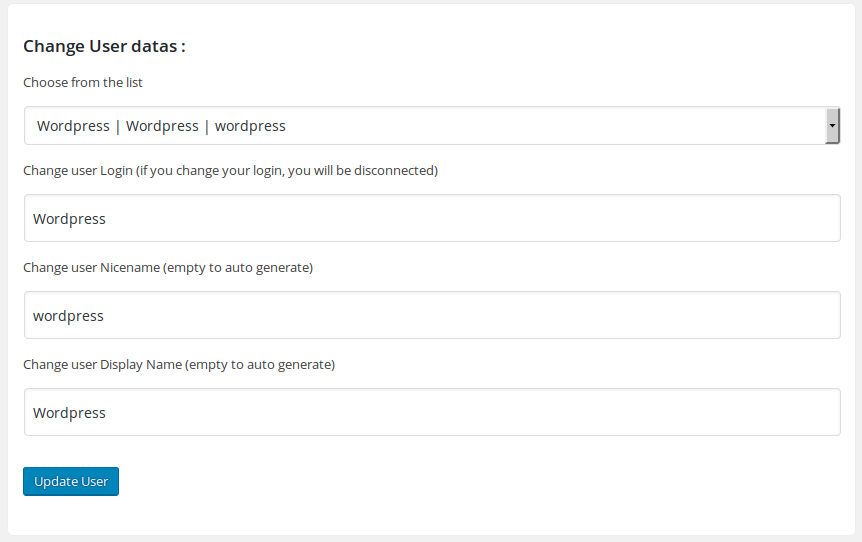 Change User datas :
Choose from the list
Wordpress | Wordpress | wordpress
Change user Login (if you change your login, you will be disconnected)
Wordpress
Change user Nicename (empty to auto generate)
wordpress
Change user Display Name (empty to auto generate)
Wordpress
Update User